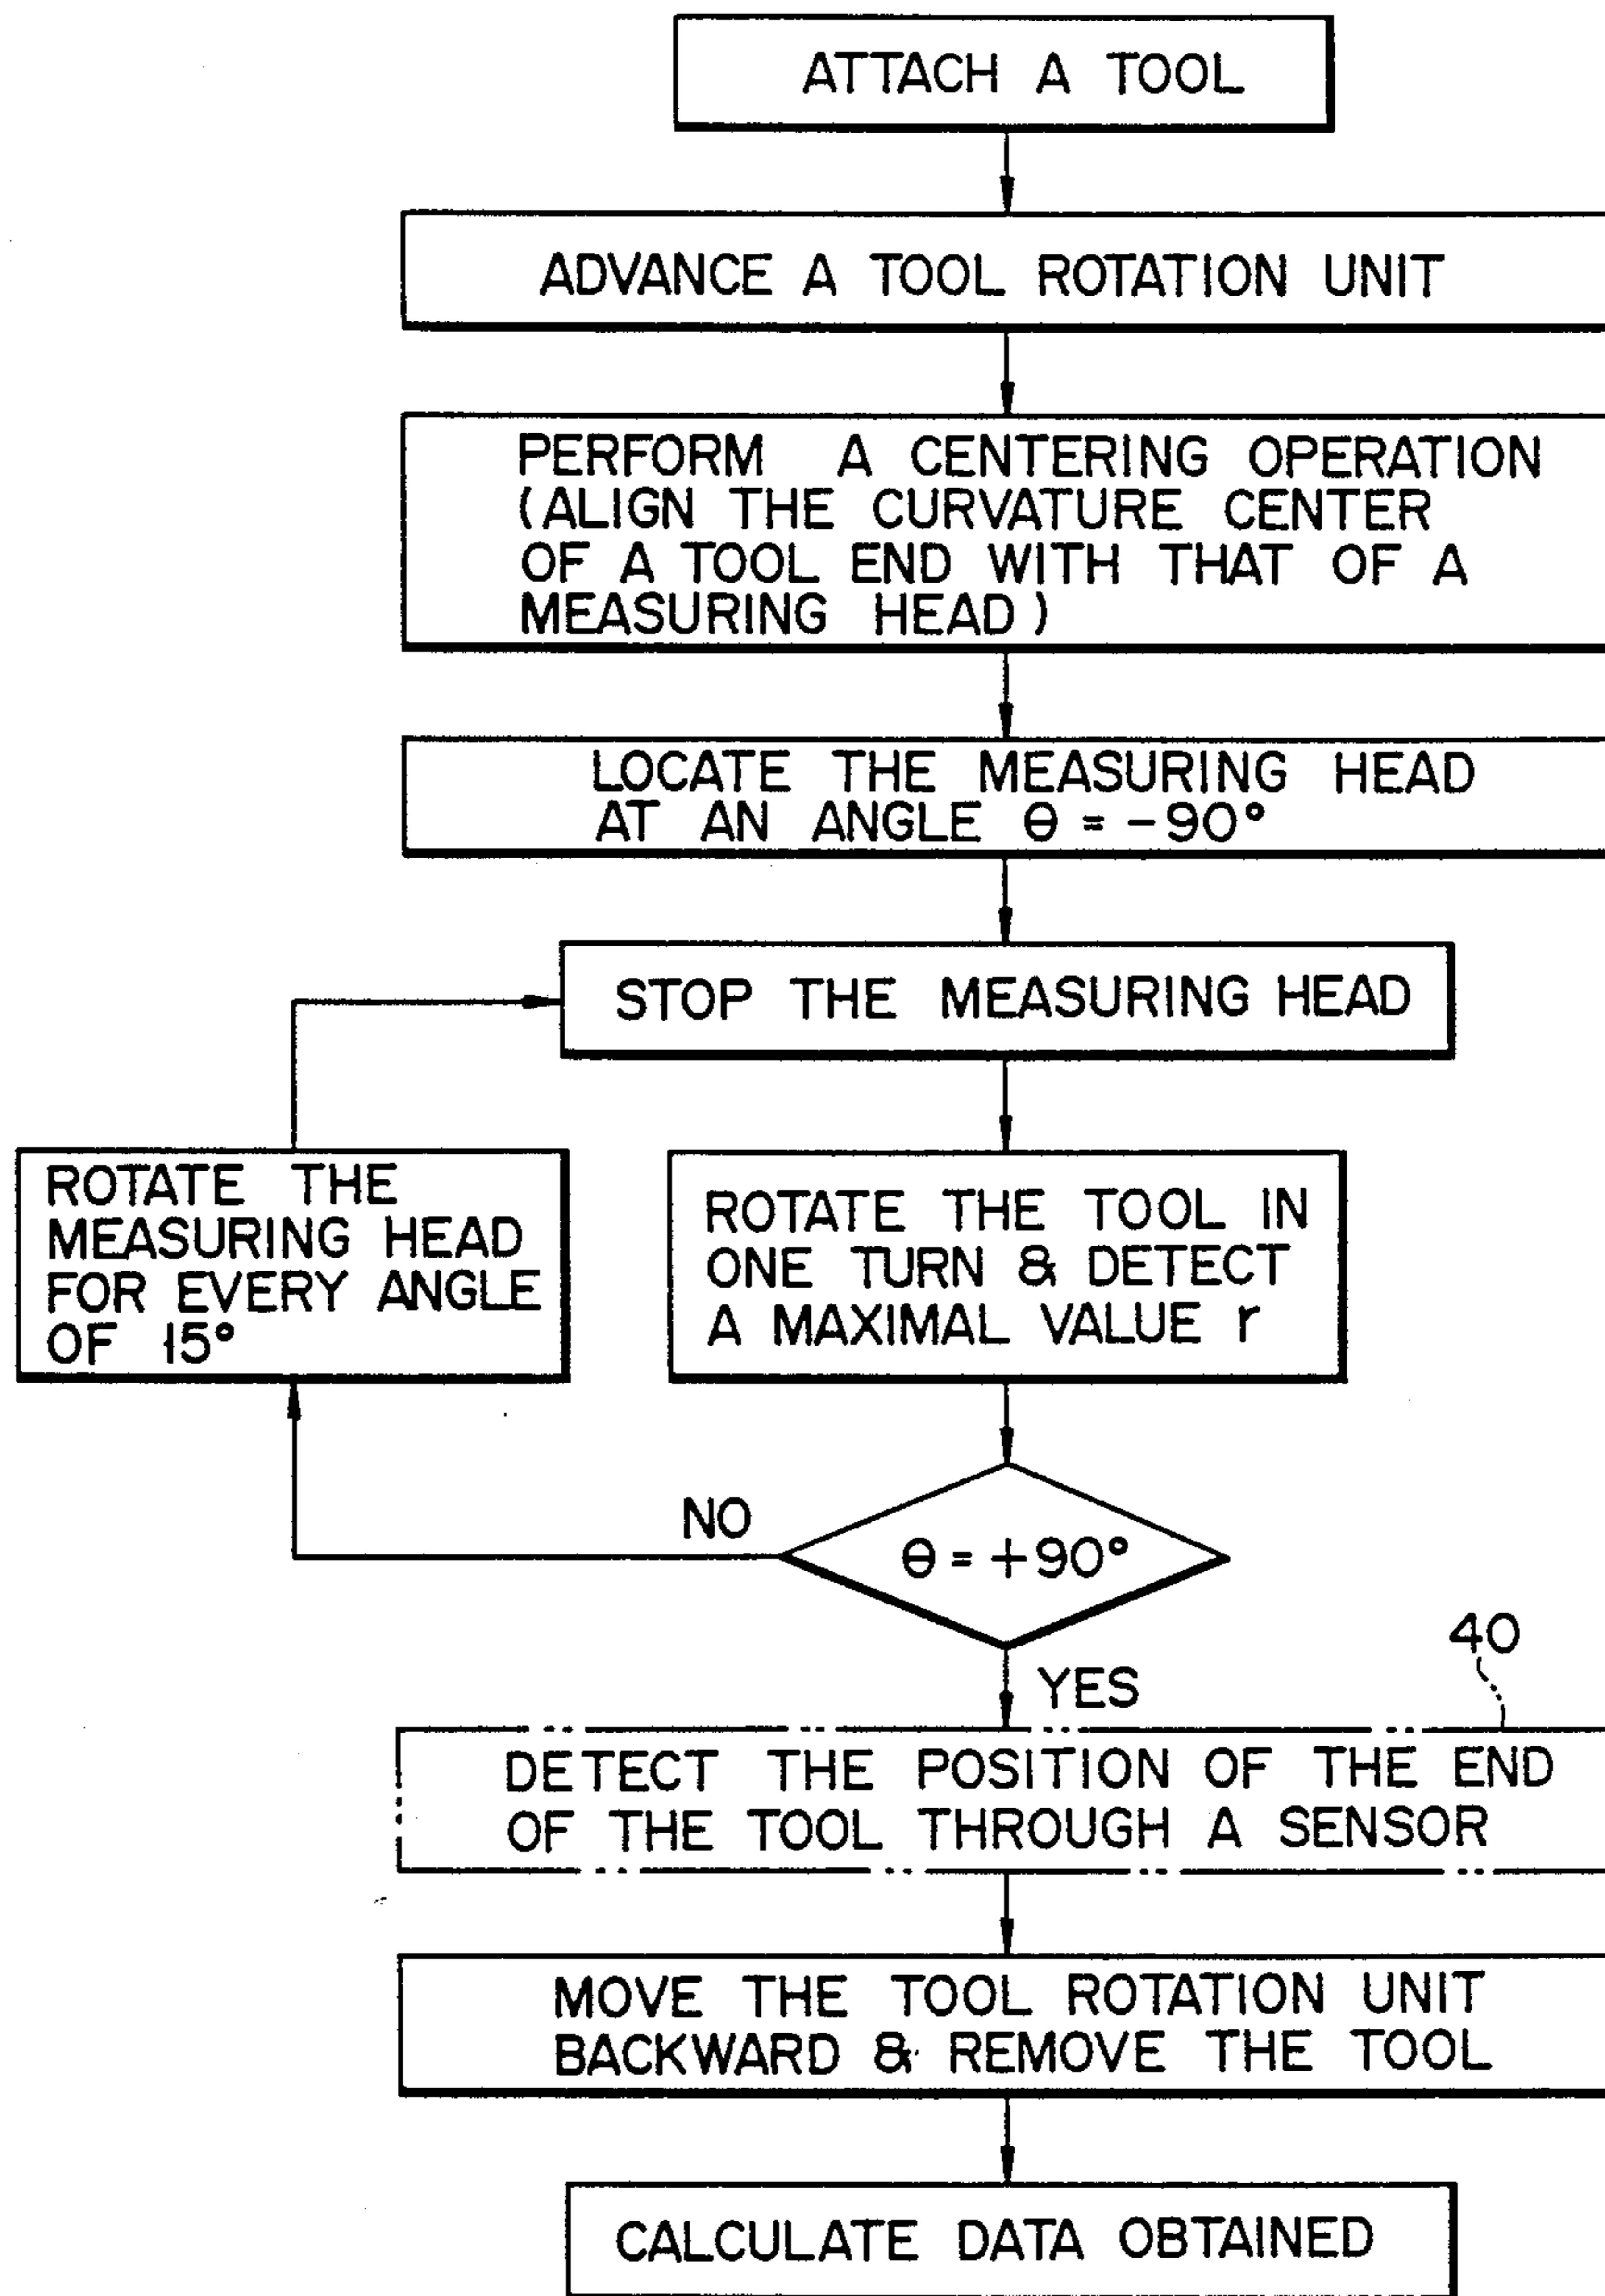 ATTACH A TOOL
ADVANCE A TOOL ROTATION UNIT
PERFORM A CENTERING OPERATION
(ALIGN THE CURVATURE CENTER
OF A TOOL END WITH THAT OF A
MEASURING HEAD)
LOCATE THE MEASURING HEAD
AT AN ANGLE θ = -90°
STOP THE MEASURING HEAD
ROTATE THE
MEASURING HEAD
FOR EVERY ANGLE
OF 15°
ROTATE THE TOOL IN
ONE TURN & DETECT
A MAXIMAL VALUE r
NO
θ = +90°
40
YES
DETECT THE POSITION OF THE END
OF THE TOOL THROUGH A SENSOR
MOVE THE TOOL ROTATION UNIT
BACKWARD & REMOVE THE TOOL
CALCULATE DATA OBTAINED